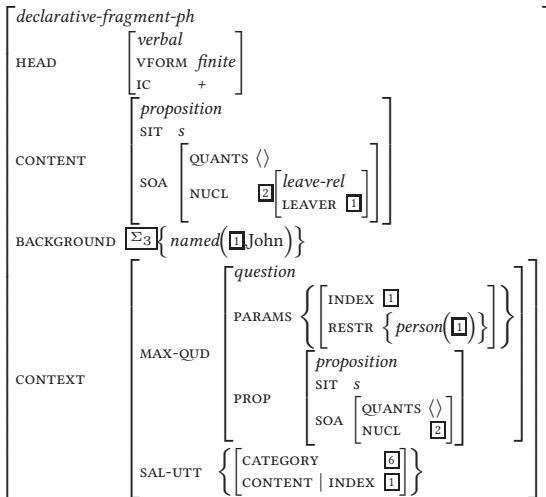 declarative-fragment-ph
HEAD verbal
VFORM finite
IC +
CONTENT proposition
SIT s
SOA QUANTS ⟨⟩
NUCL 2 leave-rel
LEAVER 1
BACKGROUND Σ3 { named( 1 ,John ) }
CONTEXT MAX-QUD question
PARAMS { INDEX 1
RESTR { person( 1 ) } }
PROP proposition
SIT s
SOA QUANTS ⟨⟩
NUCL 2
SAL-UTT { CATEGORY 6
CONTENT | INDEX 1 }